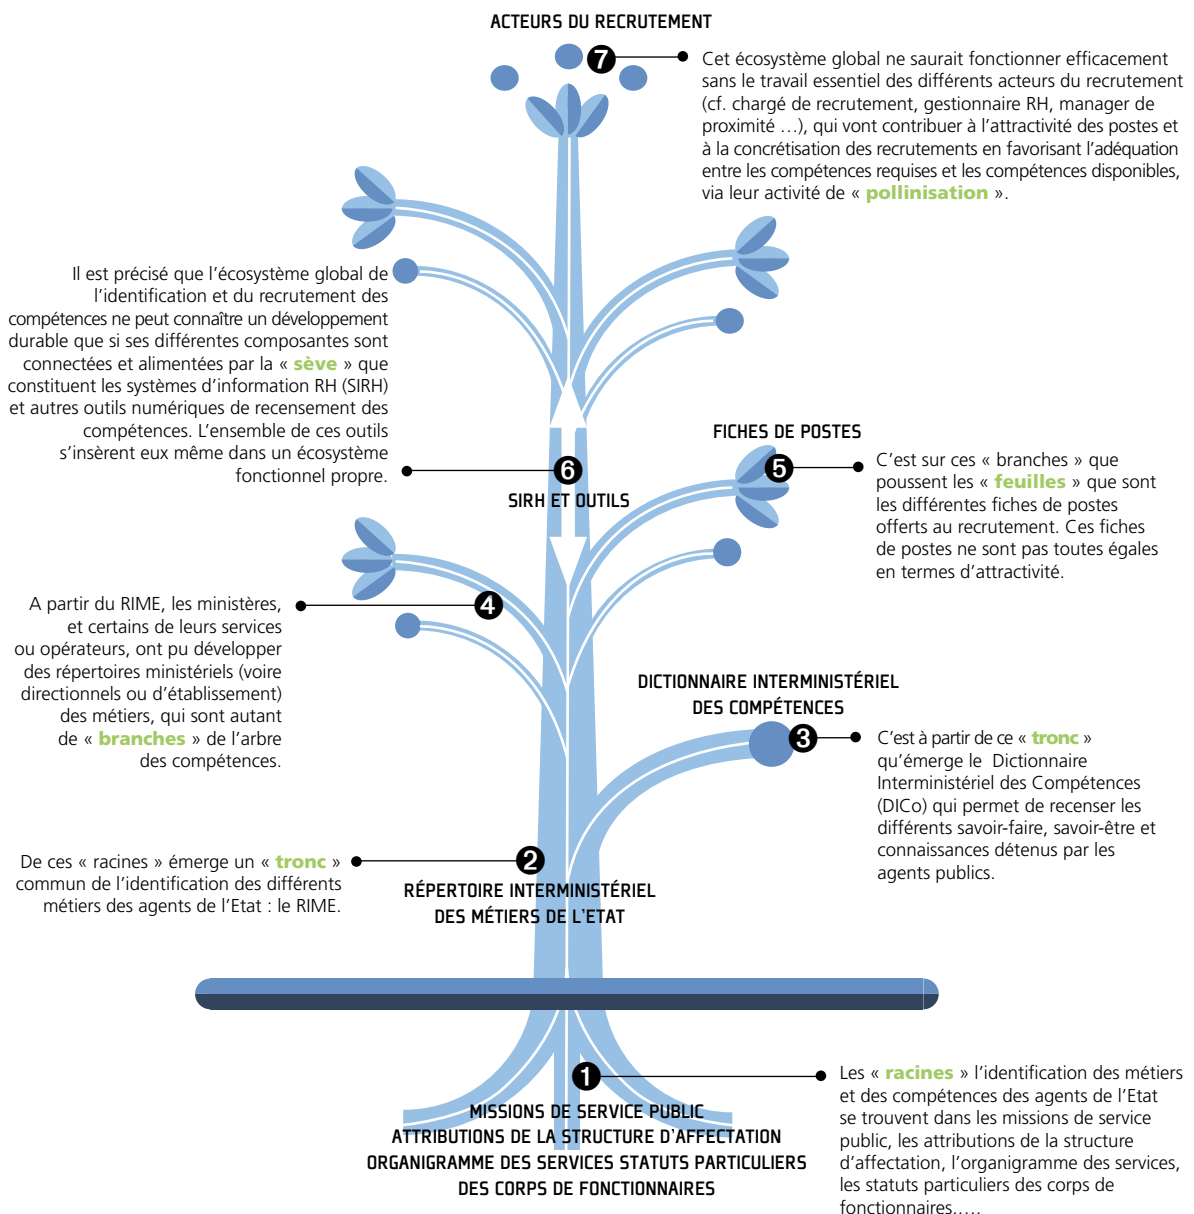 ACTEURS DU RECRUTEMENT
7
Cet écosystème global ne saurait fonctionner efficacement
sans le travail essentiel des différents acteurs du recrutement
(cf. chargé de recrutement, gestionnaire RH, manager de
proximité …), qui vont contribuer à l’attractivité des postes et
à la concrétisation des recrutements en favorisant l’adéquation
entre les compétences requises et les compétences disponibles,
via leur activité de « pollinisation ».
Il est précisé que l’écosystème global de
l’identification et du recrutement des
compétences ne peut connaître un développement
durable que si ses différentes composantes sont
connectées et alimentées par la « sève » que
constituent les systèmes d’information RH (SIRH)
et autres outils numériques de recensement des
compétences. L’ensemble de ces outils
s’insèrent eux même dans un écosystème
fonctionnel propre.
6
SIRH ET OUTILS
FICHES DE POSTES
5
C’est sur ces « branches » que
poussent les « feuilles » que sont
les différentes fiches de postes
offerts au recrutement. Ces fiches
de postes ne sont pas toutes égales
en termes d’attractivité.
4
A partir du RIME, les ministères,
et certains de leurs services
ou opérateurs, ont pu développer
des répertoires ministériels (voire
directionnels ou d’établissement)
des métiers, qui sont autant
de « branches » de l’arbre
des compétences.
DICTIONNAIRE INTERMINISTÉRIEL
DES COMPÉTENCES
3
C’est à partir de ce « tronc »
qu’émerge le Dictionnaire
Interministériel des Compétences
(DICo) qui permet de recenser les
différents savoir-faire, savoir-être et
connaissances détenus par les
agents publics.
De ces « racines » émerge un « tronc »
commun de l’identification des différents
métiers des agents de l’Etat : le RIME.
2
RÉPERTOIRE INTERMINISTÉRIEL
DES MÉTIERS DE L’ETAT
1
MISSIONS DE SERVICE PUBLIC
ATTRIBUTIONS DE LA STRUCTURE D’AFFECTATION
ORGANIGRAMME DES SERVICES STATUTS PARTICULIERS
DES CORPS DE FONCTIONNAIRES
Les « racines » l’identification des métiers
et des compétences des agents de l’Etat
se trouvent dans les missions de service
public, les attributions de la structure
d’affectation, l’organigramme des services,
les statuts particuliers des corps de
fonctionnaires.….